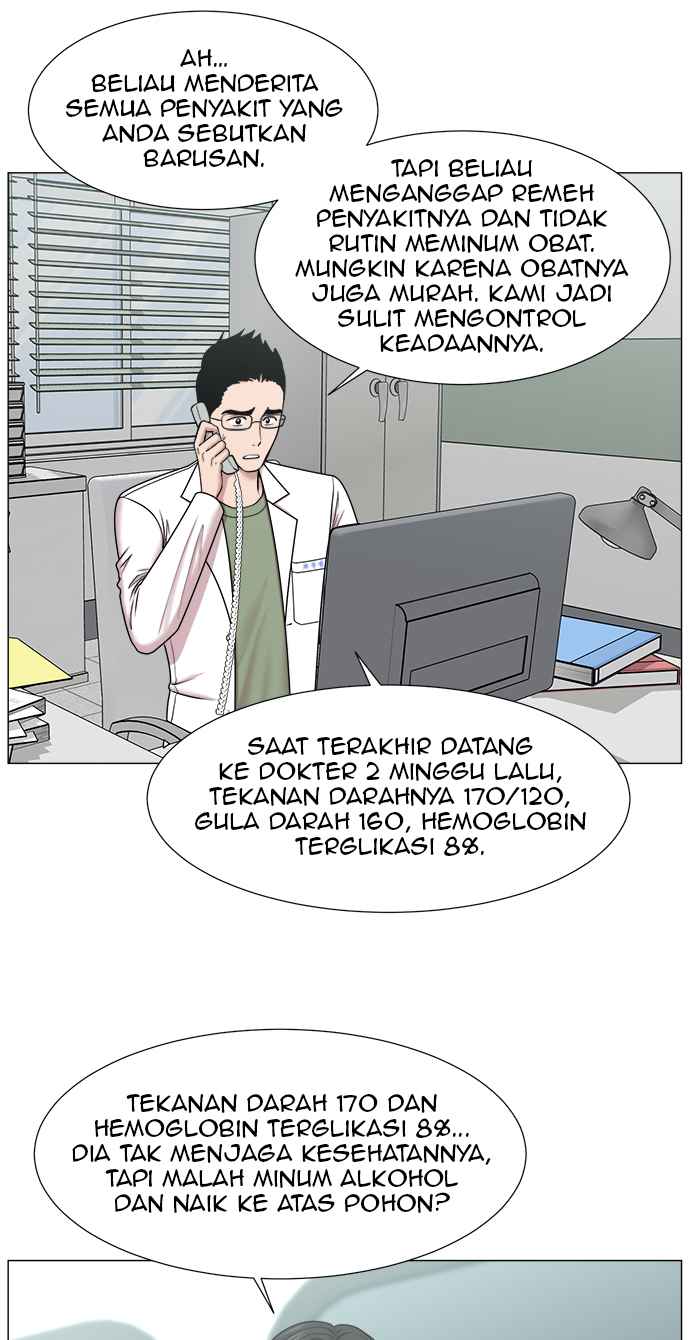 AH...
BELIAU MENDERITA
SEMUA PENYAKIT YANG
ANDA SEBUTKAN
BARUSAN.
TAPI BELIAU
MENGANGGAP REMEH
PENYAKITNYA DAN TIDAK
RUTIN MEMINUM OBAT.
MUNGKIN KARENA OBATNYA
JUGA MURAH. KAMI JADI
SULIT MENGONTROL
KEADAANNYA.
SAAT TERAKHIR DATANG
KE DOKTER 2 MINGGU LALU,
TEKANAN DARAHNYA 170/120,
GULA DARAH 160, HEMOGLOBIN
TERGLIKASI 8%.
TEKANAN DARAH 170 DAN
HEMOGLOBIN TERGLIKASI 8%...
DIA TAK MENJAGA KESEHATANNYA,
TAPI MALAH MINUM ALKOHOL
DAN NAIK KE ATAS POHON?